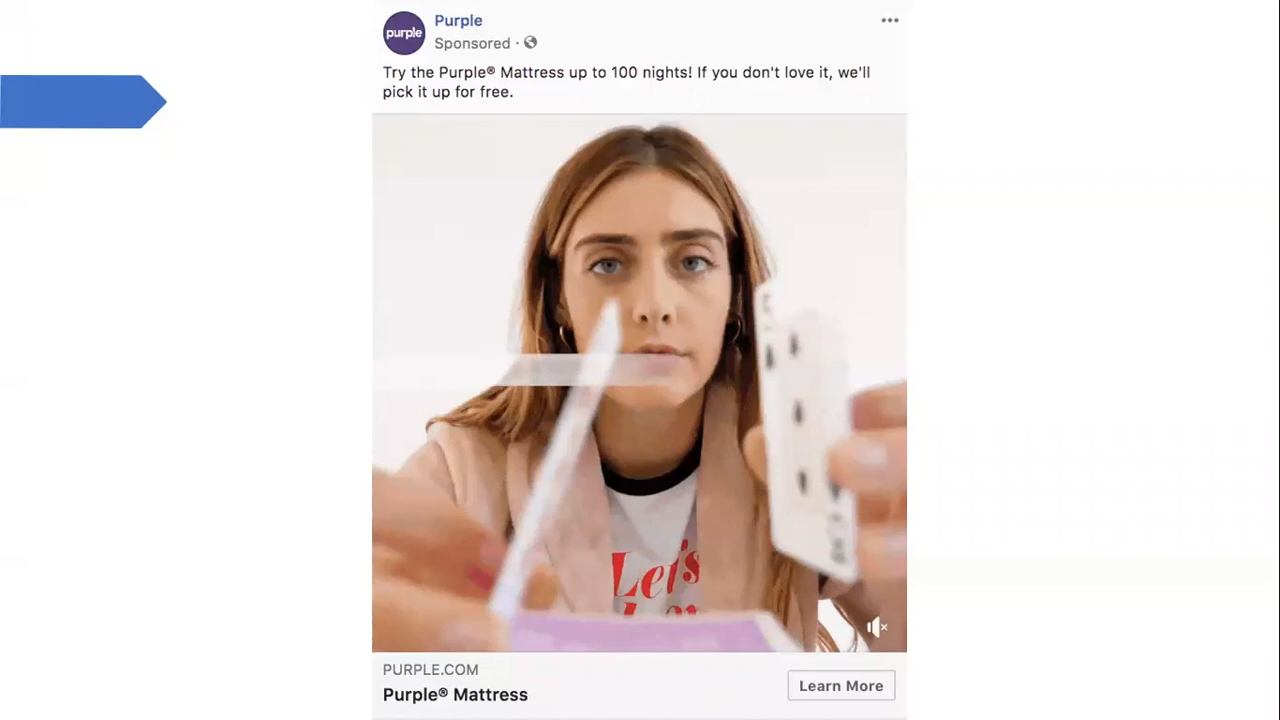 purple
Purple
Sponsored ·
Try the Purple® Mattress up to 100 nights! If you don't love it, we'll
pick it up for free.
Let's
PURPLE.COM
Purple® Mattress
Learn More